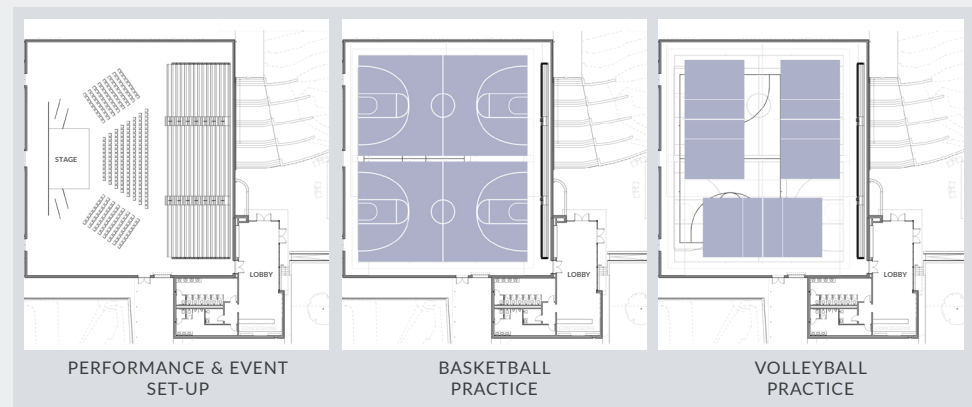 STAGE
LOBBY
LOBBY
LOBBY
PERFORMANCE & EVENT
SET-UP
BASKETBALL
PRACTICE
VOLLEYBALL
PRACTICE